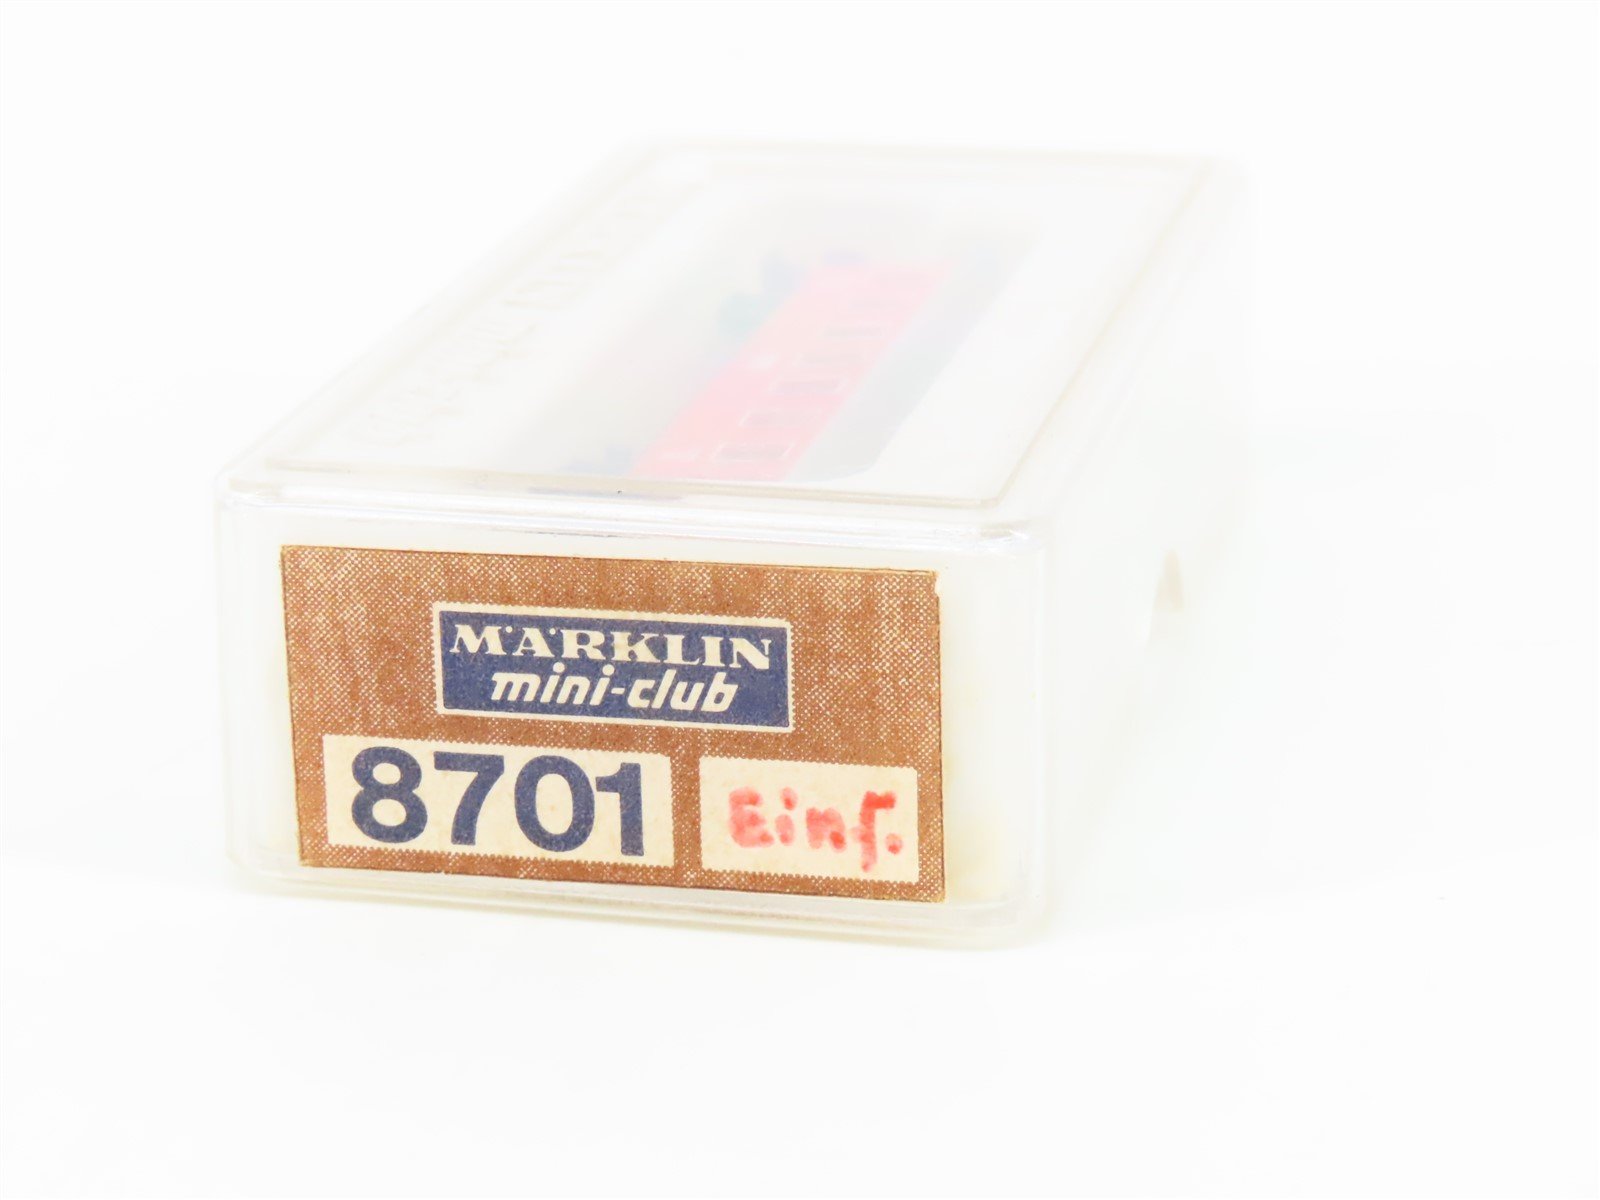 MÄRKLIN
mini-club
8701
Einf.